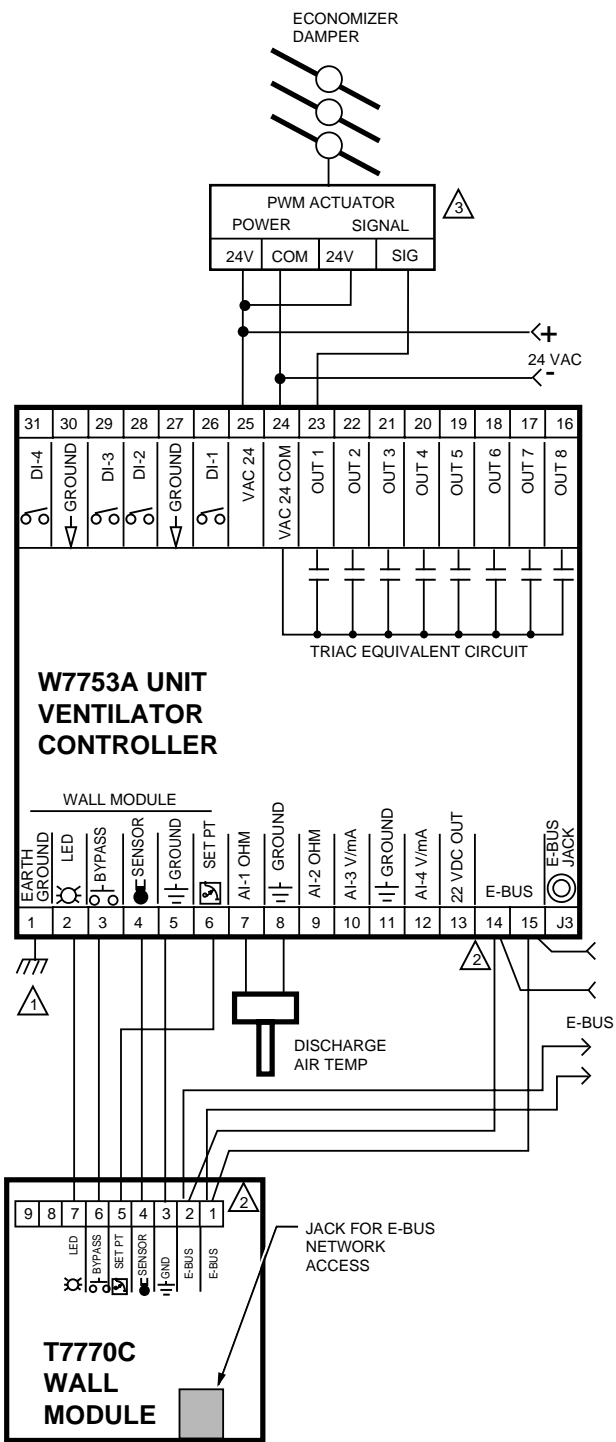 ECONOMIZER
DAMPER
PWM ACTUATOR
3
POWER SIGNAL
24V COM 24V SIG
+
24 VAC
-
31 30 29 28 27 26 25 24 23 22 21 20 19 18 17 16
DI-4
GROUND
DI-3
DI-2
GROUND
DI-1
VAC 24
VAC 24 COM
OUT 1
OUT 2
OUT 3
OUT 4
OUT 5
OUT 6
OUT 7
OUT 8
TRIAC EQUIVALENT CIRCUIT
W7753A UNIT
VENTILATOR
CONTROLLER
WALL MODULE
EARTH
GROUND
LED
BYPASS
SENSOR
GROUND
SET PT
AI-1 OHM
GROUND
AI-2 OHM
AI-3 V/mA
GROUND
AI-4 V/mA
22 VDC OUT
E-BUS
E-BUS
JACK
1 2 3 4 5 6 7 8 9 10 11 12 13 14 15 J3
1
2
DISCHARGE
AIR TEMP
E-BUS
9 8 7 6 5 4 3 2 1
2
LED
BYPASS
SET PT
SENSOR
GND
E-BUS
E-BUS
JACK FOR E-BUS
NETWORK
ACCESS
T7770C
WALL
MODULE